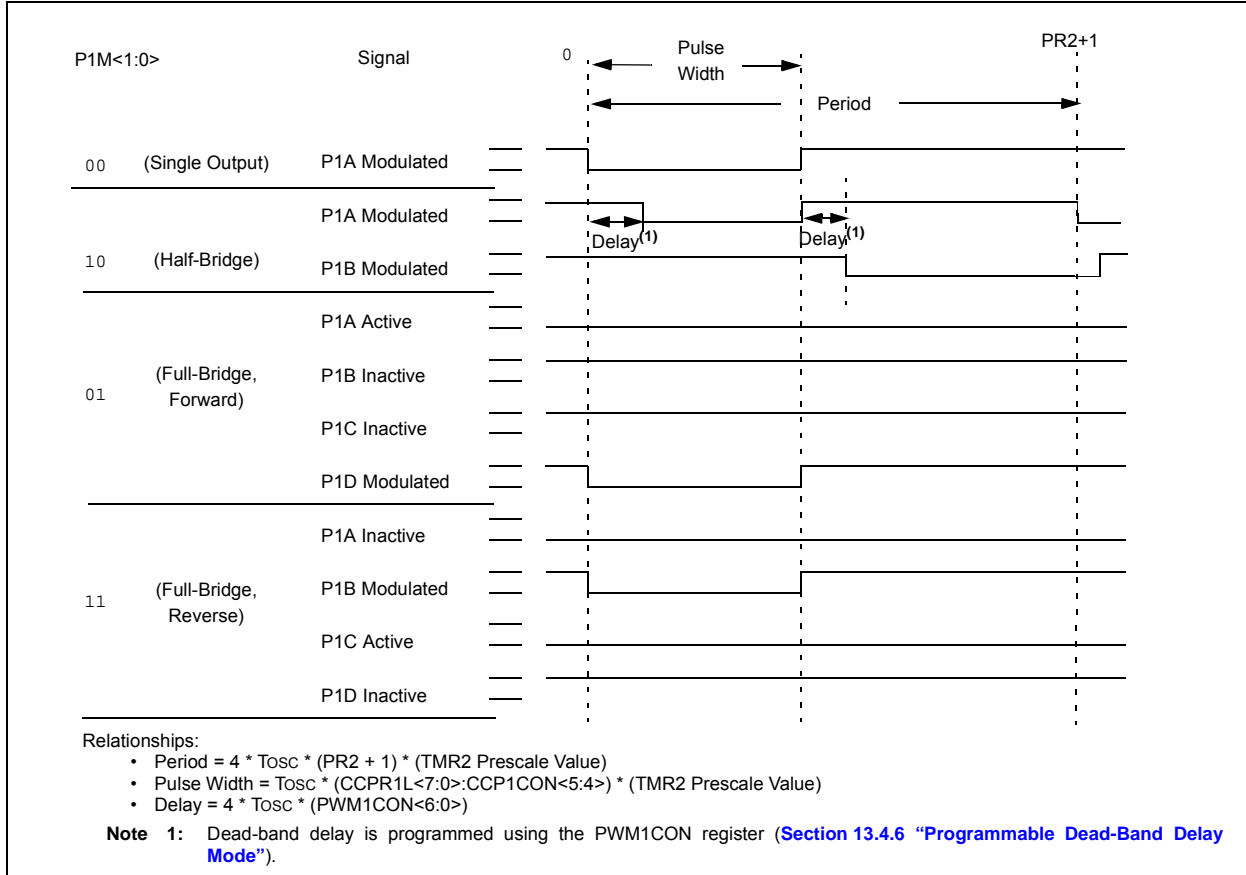 P1M<1:0> Signal 0 Pulse Width PR2+1
Period
00 (Single Output) P1A Modulated
P1A Modulated
Delay(1) Delay(1)
10 (Half-Bridge) P1B Modulated
P1A Active
01 (Full-Bridge, Forward) P1B Inactive
P1C Inactive
P1D Modulated
P1A Inactive
11 (Full-Bridge, Reverse) P1B Modulated
P1C Active
P1D Inactive
Relationships:
• Period = 4 * TOSC * (PR2 + 1) * (TMR2 Prescale Value)
• Pulse Width = TOSC * (CCPR1L<7:0>:CCP1CON<5:4>) * (TMR2 Prescale Value)
• Delay = 4 * TOSC * (PWM1CON<6:0>)
Note 1: Dead-band delay is programmed using the PWM1CON register (Section 13.4.6 “Programmable Dead-Band Delay
Mode”).